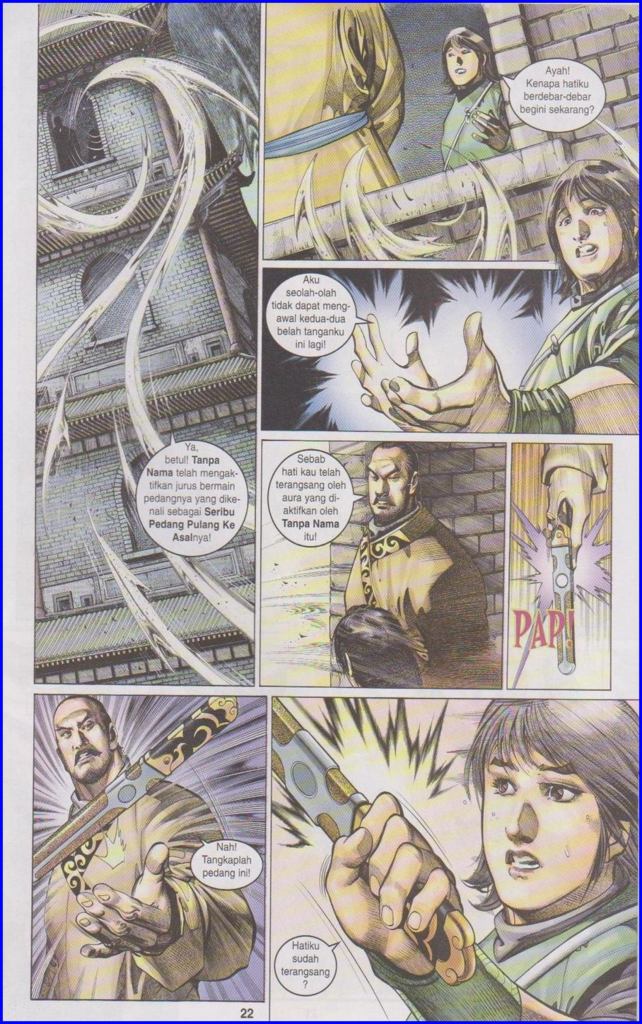 Ya,
betul! Tanpa
Nama telah mengak-
tifkan jurus bermain
pedangnya yang dike-
nali sebagai Seribu
Pedang Pulang Ke
Asalnya!
Ayah!
Kenapa hatiku
berdebar-debar
begini sekarang?
Aku
seolah-olah
tidak dapat meng-
awal kedua-dua
belah tanganku
ini lagi!
Sebab
hati kau telah
terangsang oleh
aura yang di-
aktifkan oleh
Tanpa Nama
itu!
PAP!
Nah!
Tangkaplah
pedang ini!
Hatiku
sudah
terangsang
?
22